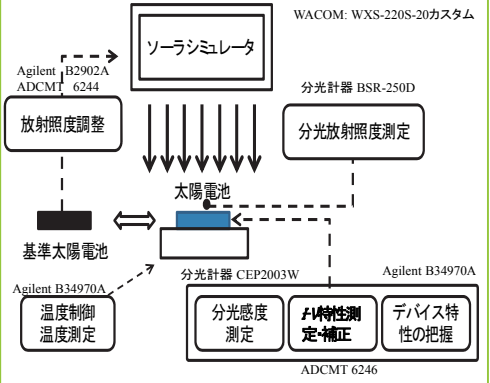 WACOM: WXS-220S-20カスタム
ソーラシミュレータ
Agilent B2902A
ADCMT 6244
放射照度調整
分光計器 BSR-250D
分光放射照度測定
太陽電池
基準太陽電池
Agilent B34970A
温度制御
温度測定
分光計器 CEP2003W
Agilent B34970A
分光感度
測定
I-V特性測
定・補正
デバイス特
性の把握
ADCMT 6246